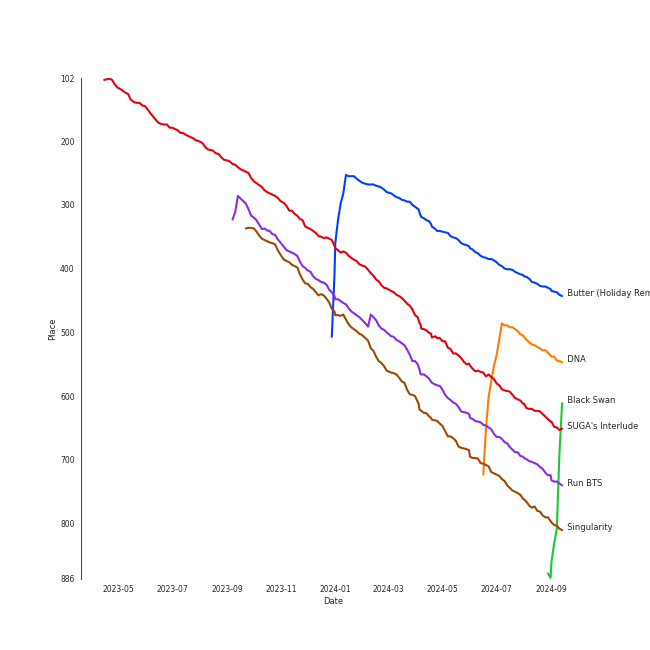 102
200
300
400
500
600
700
800
886
Place
2023-05
2023-07
2023-09
2023-11
2024-01
2024-03
2024-05
2024-07
2024-09
Date
Butter (Holiday Rem
DNA
Black Swan
SUGA's Interlude
Run BTS
Singularity